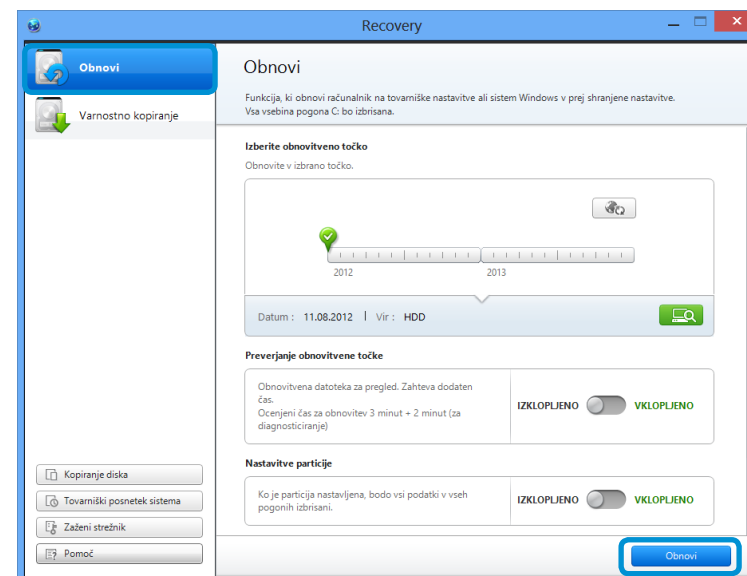 Recovery
Obnovi
Varnostno kopiranje
Kopiranje diska
Tovarniški posnetek sistema
Zaženi strežnik
Pomoč
Obnovi
Funkcija, ki obnovi računalnik na tovarniške nastavitve ali sistem Windows v prej shranjene nastavitve.
Vsa vsebina pogona C: bo izbrisana.
Izberite obnovitveno točko
Obnovite v izbrano točko.
2012 2013
Datum : 11.08.2012 | Vir : HDD
Preverjanje obnovitvene točke
Obnovitvena datoteka za pregled. Zahteva dodaten
čas.
Ocenjeni čas za obnovitev 3 minut + 2 minut (za
diagnosticiranje)
IZKLOPLJENO VKLOPLJENO
Nastavitve particije
Ko je particija nastavljena, bodo vsi podatki v vseh
pogonih izbrisani.
IZKLOPLJENO VKLOPLJENO
Obnovi